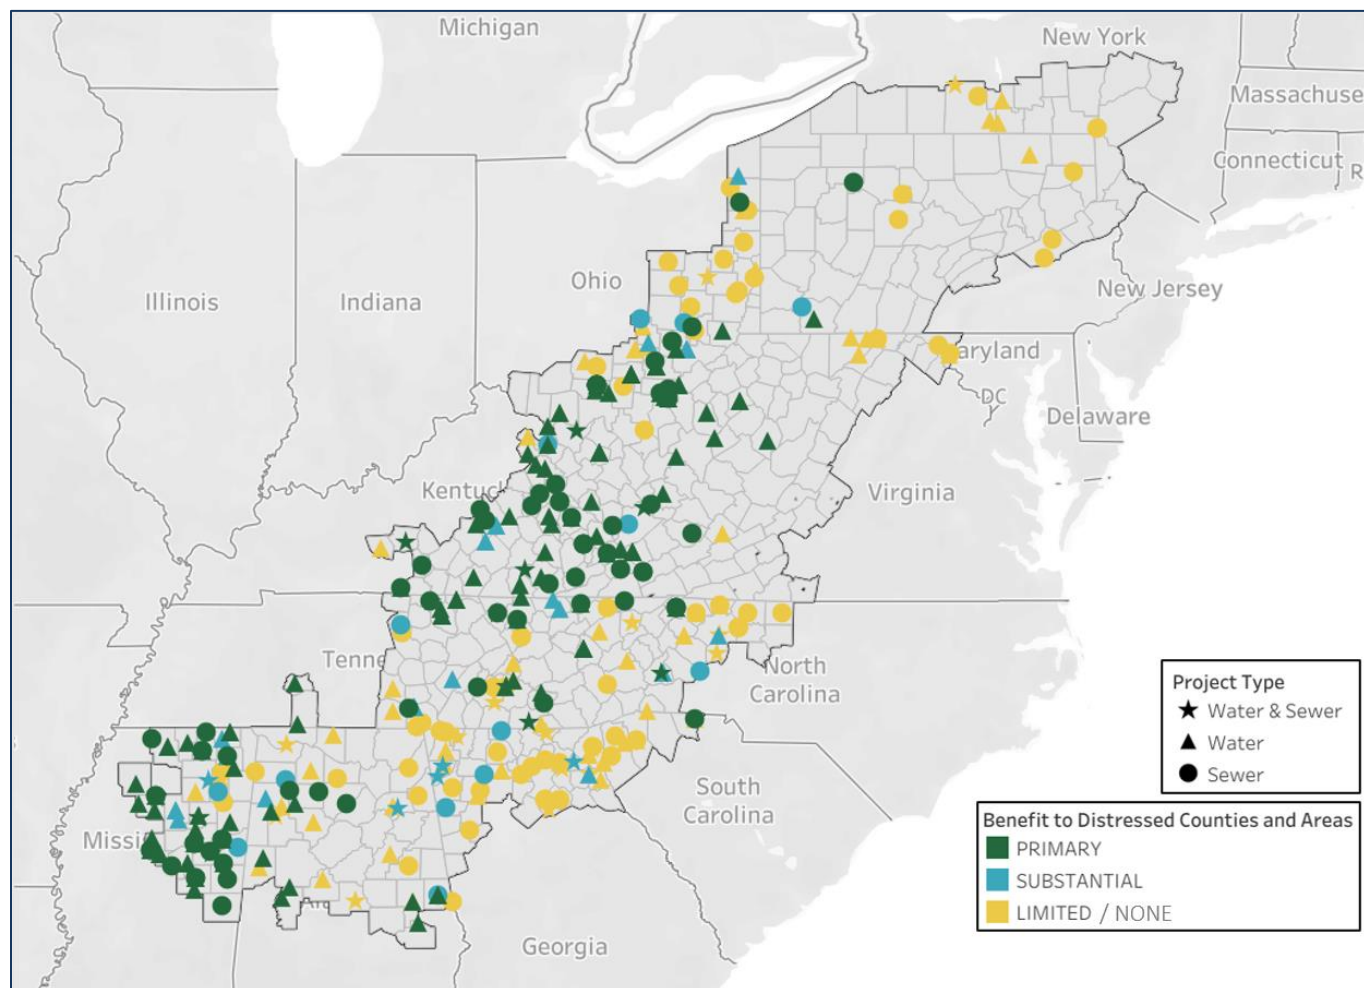 Michigan
New York
Massachuse
Connecticut
R
Ohio
New Jersey
Illinois
Indiana
aryland
DC
Delaware
Kentuc
Virginia
Tenne
North
Carolina
South
Carolina
Missi
Georgia
Project Type
Water & Sewer
Water
Sewer
Benefit to Distressed Counties and Areas
PRIMARY
SUBSTANTIAL
LIMITED / NONE